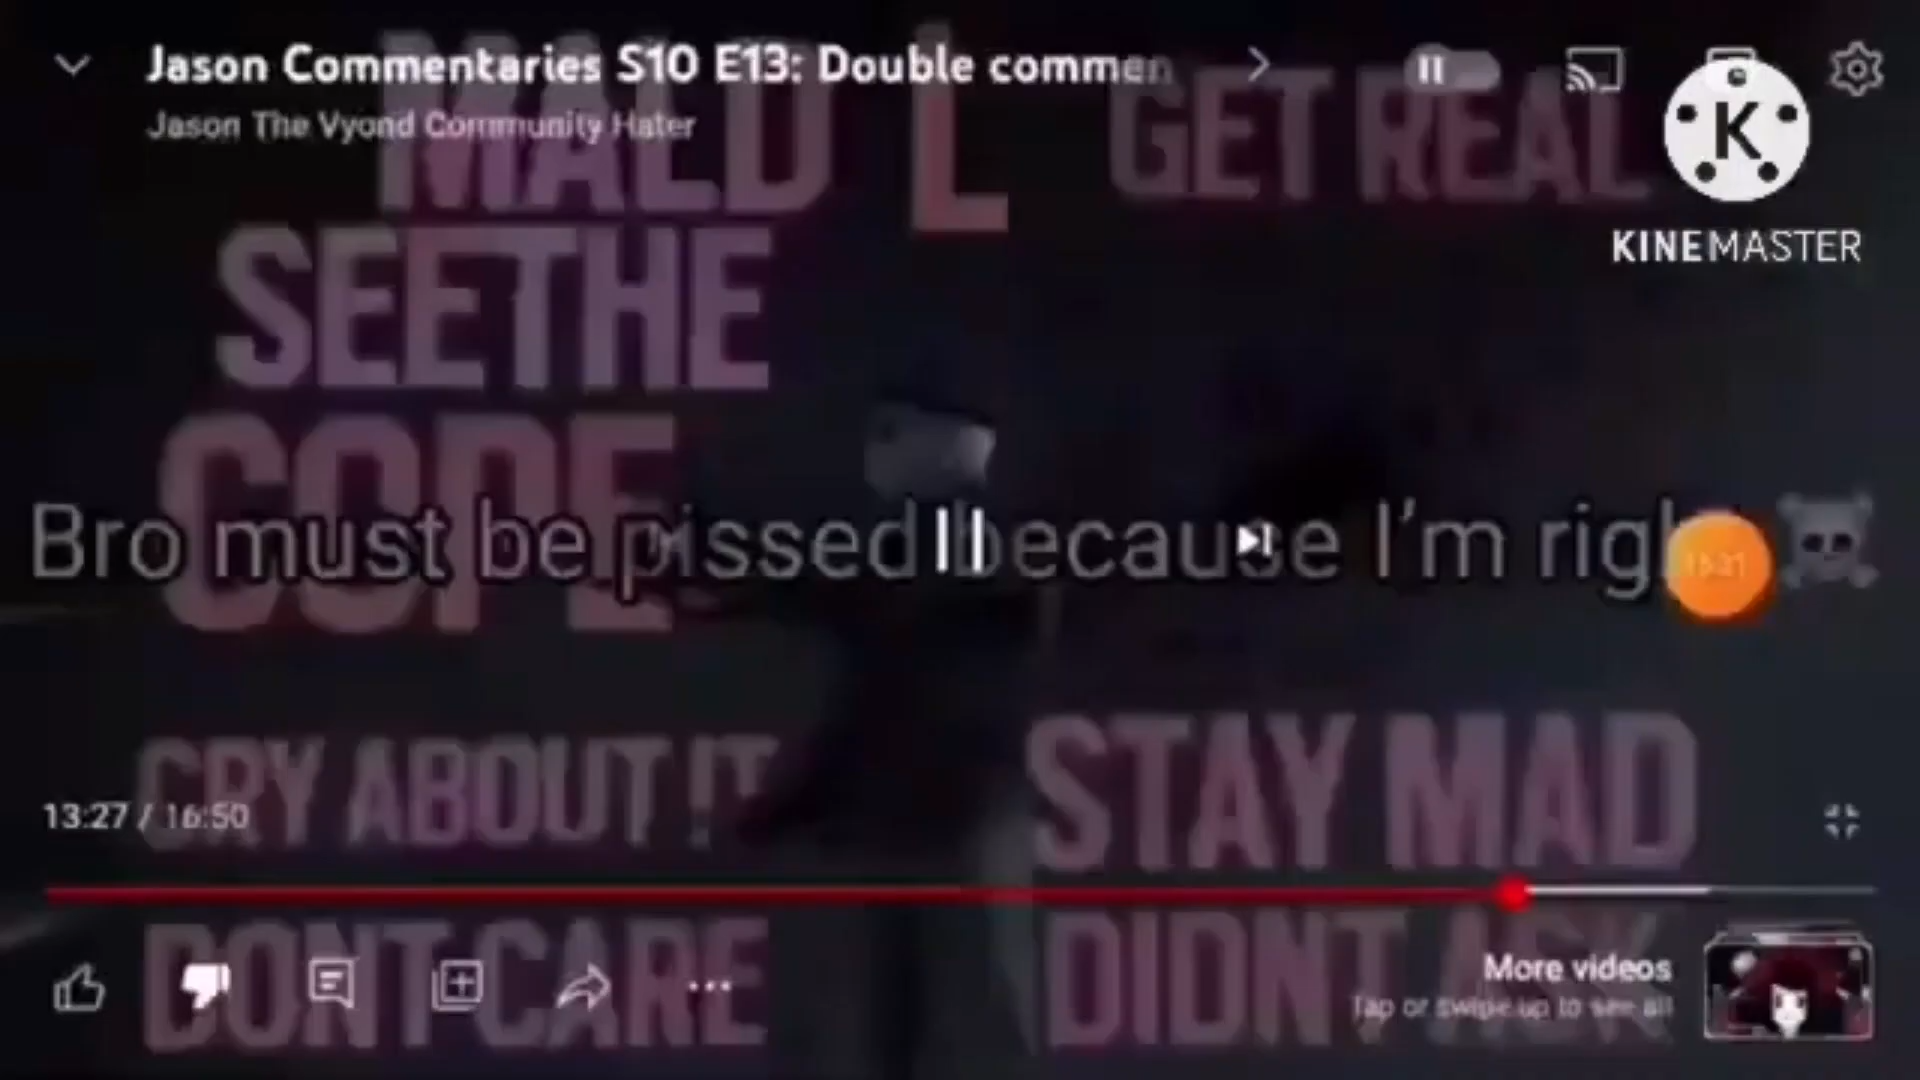 Jason Commentaries S10 E13: Double commen
Jason The Vyond Community Hater
MALD L GET REAL
K
KINEMASTER
SEETHE
COPE
Bro must be pissed because I'm righ
CRY ABOUT IT
STAY MAD
13:27 / 16:50
DONT CARE
DIDNT ASK
More videos
Tap or swipe up to see all